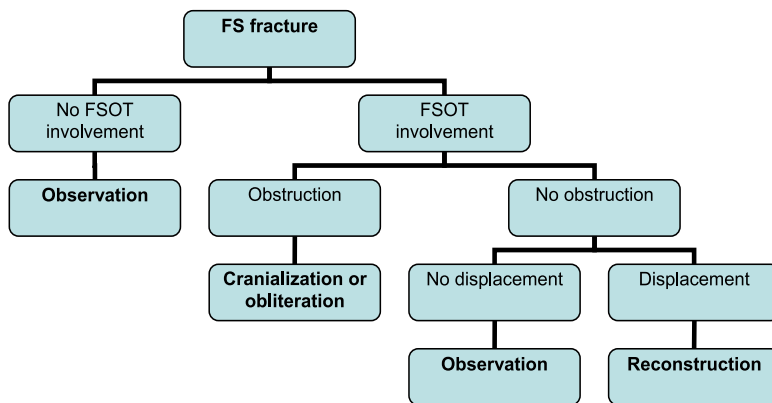 FS fracture
No FSOT
involvement
FSOT
involvement
Observation
Obstruction
No obstruction
Cranialization or
obliteration
No displacement
Displacement
Observation
Reconstruction